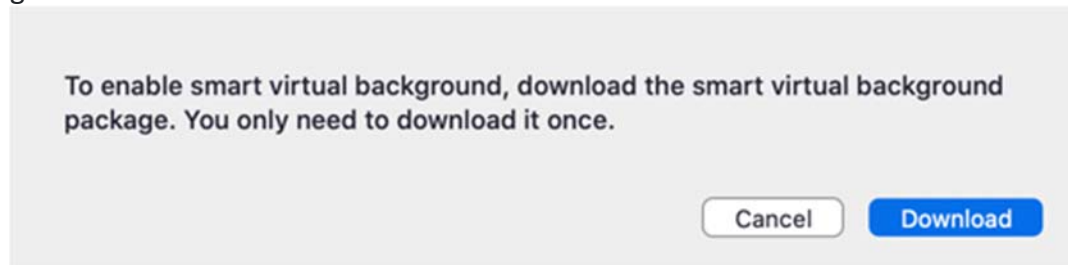 To enable smart virtual background, download the smart virtual background
package. You only need to download it once.
Cancel
Download